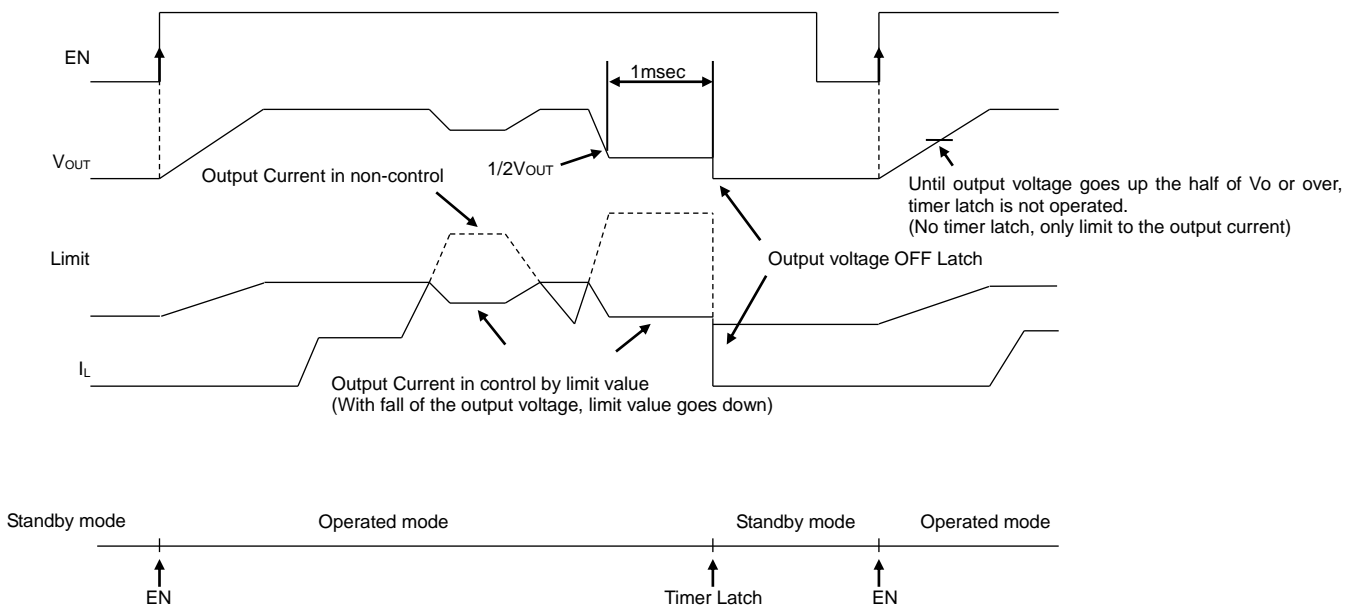 EN
1msec
VOUT
1/2VOUT
Output Current in non-control
Until output voltage goes up the half of Vo or over,
timer latch is not operated.
(No timer latch, only limit to the output current)
Limit
Output voltage OFF Latch
IL
Output Current in control by limit value
(With fall of the output voltage, limit value goes down)
Standby mode
Operated mode
Standby mode
Operated mode
EN
Timer Latch
EN